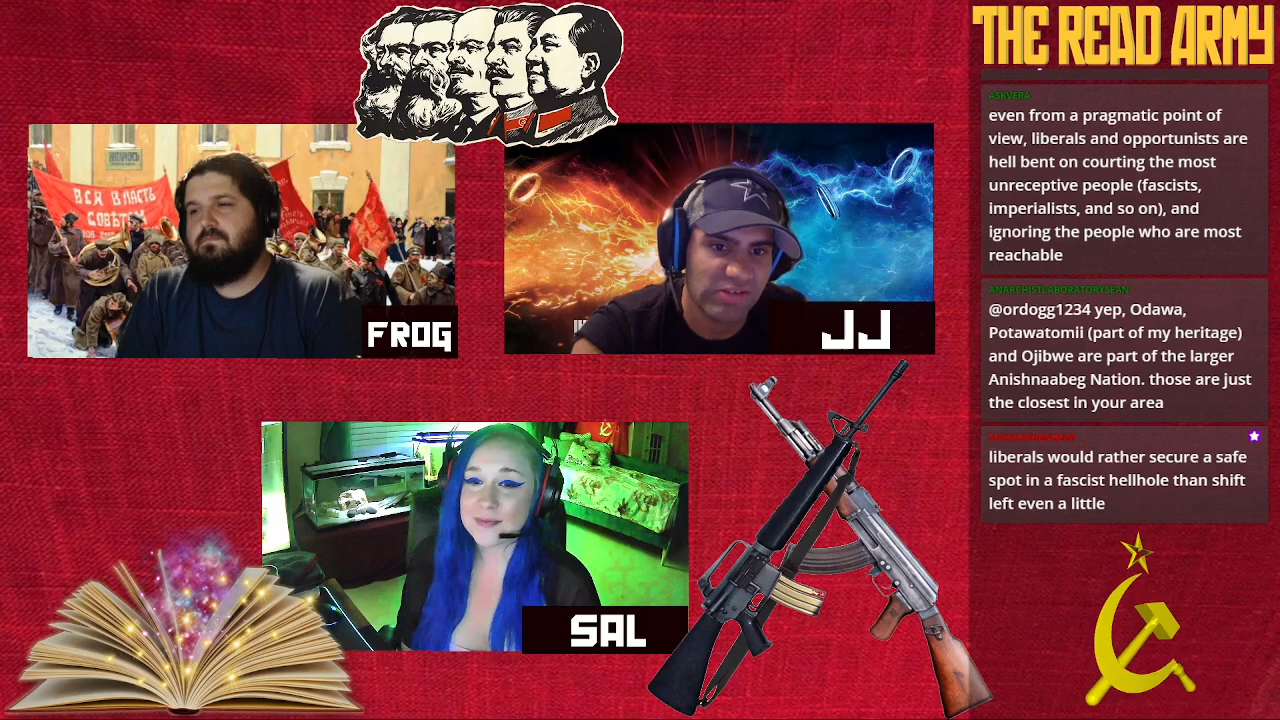 THE READ ARMY
ASKVERA
even from a pragmatic point of
view, liberals and opportunists are
hell bent on courting the most
unreceptive people (fascists,
imperialists, and so on), and
ignoring the people who are most
reachable
ANARCHISTLABORATORYSEAN
@ordogg1234 yep, Odawa,
Potawatomii (part of my heritage)
and Ojibwe are part of the larger
Anishnaabeg Nation. those are just
the closest in your area
liberals would rather secure a safe
spot in a fascist hellhole than shift
left even a little
ВСЯ ВЛАСТЬ
СОВѢТАМ
FROG
JJ
SAL